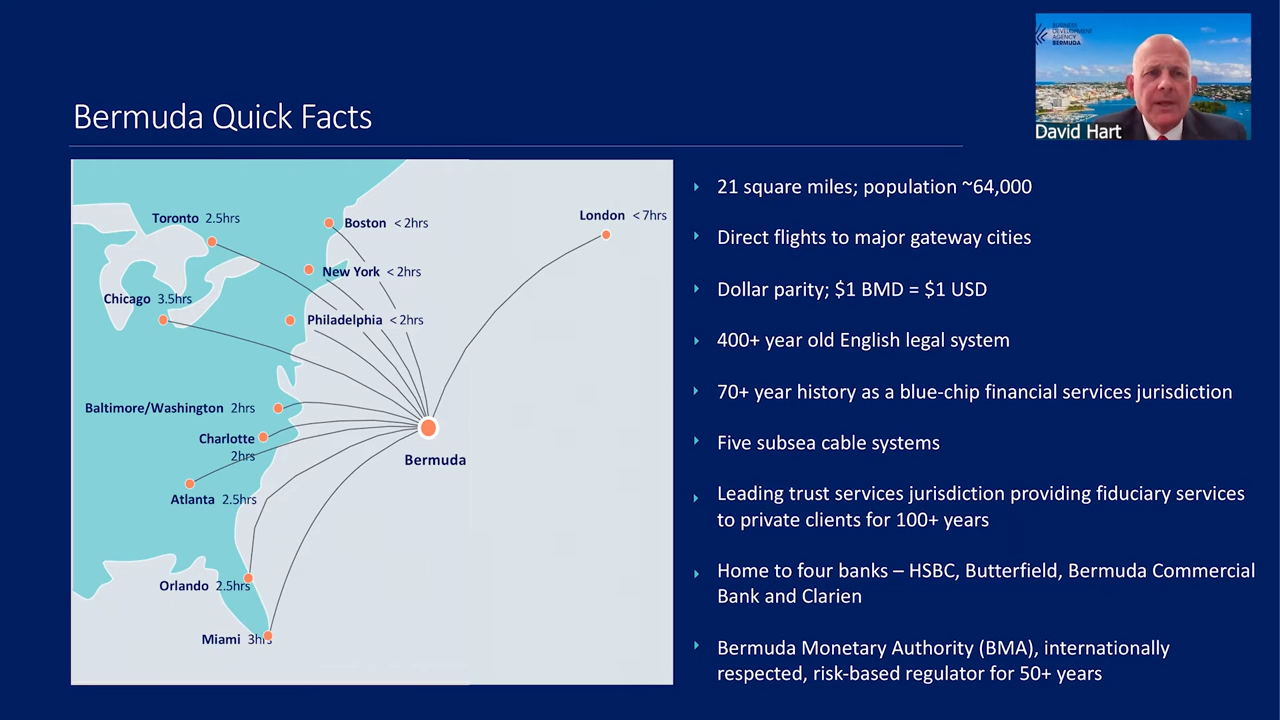 BUSINESS
DEVELOPMENT
AGENCY
BERMUDA
David Hart
Bermuda Quick Facts
Toronto 2.5hrs
Boston < 2hrs
London < 7hrs
New York < 2hrs
Chicago 3.5hrs
Philadelphia < 2hrs
Baltimore/Washington 2hrs
Charlotte
2hrs
Bermuda
Atlanta 2.5hrs
Orlando 2.5hrs
Miami 3hrs
21 square miles; population ~64,000
Direct flights to major gateway cities
Dollar parity; $1 BMD = $1 USD
400+ year old English legal system
70+ year history as a blue-chip financial services jurisdiction
Five subsea cable systems
Leading trust services jurisdiction providing fiduciary services
to private clients for 100+ years
Home to four banks – HSBC, Butterfield, Bermuda Commercial
Bank and Clarien
Bermuda Monetary Authority (BMA), internationally
respected, risk-based regulator for 50+ years